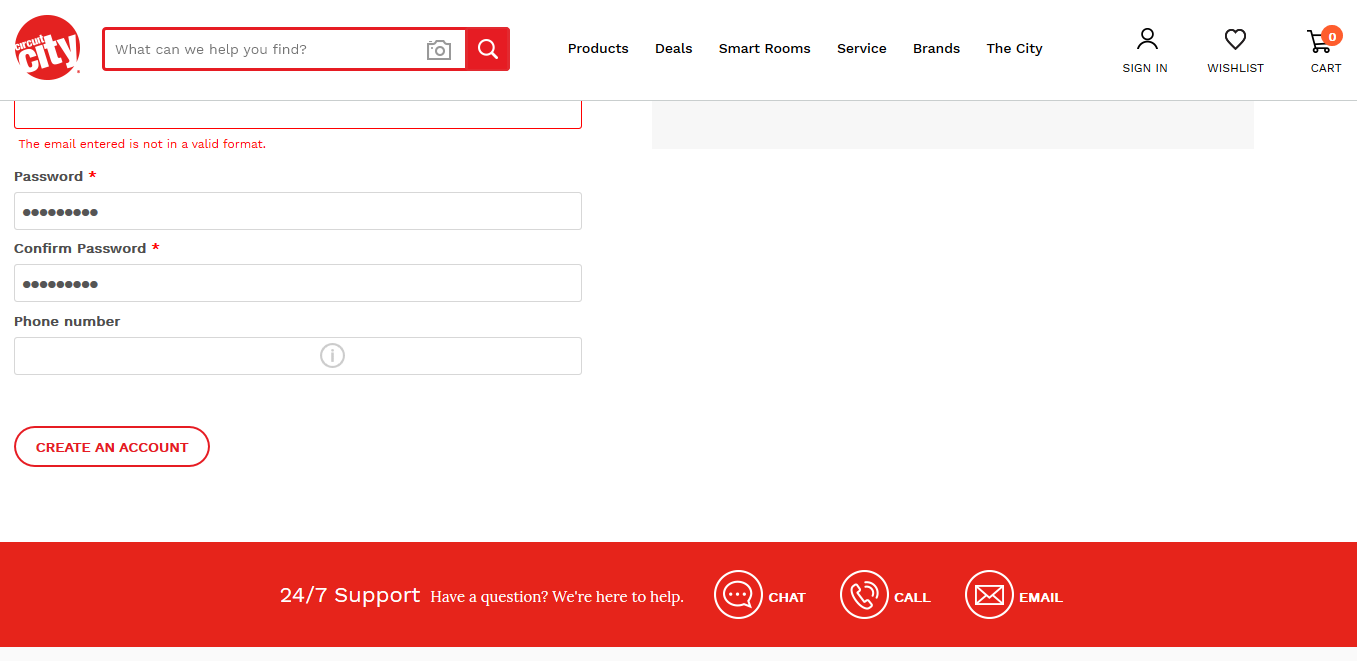 circuit
city
What can we help you find?
Products Deals Smart Rooms Service Brands The City
SIGN IN WISHLIST 0 CART
The email entered is not in a valid format.
Password *
●●●●●●●●●
Confirm Password *
●●●●●●●●●
Phone number
CREATE AN ACCOUNT
24/7 Support Have a question? We're here to help. CHAT CALL EMAIL